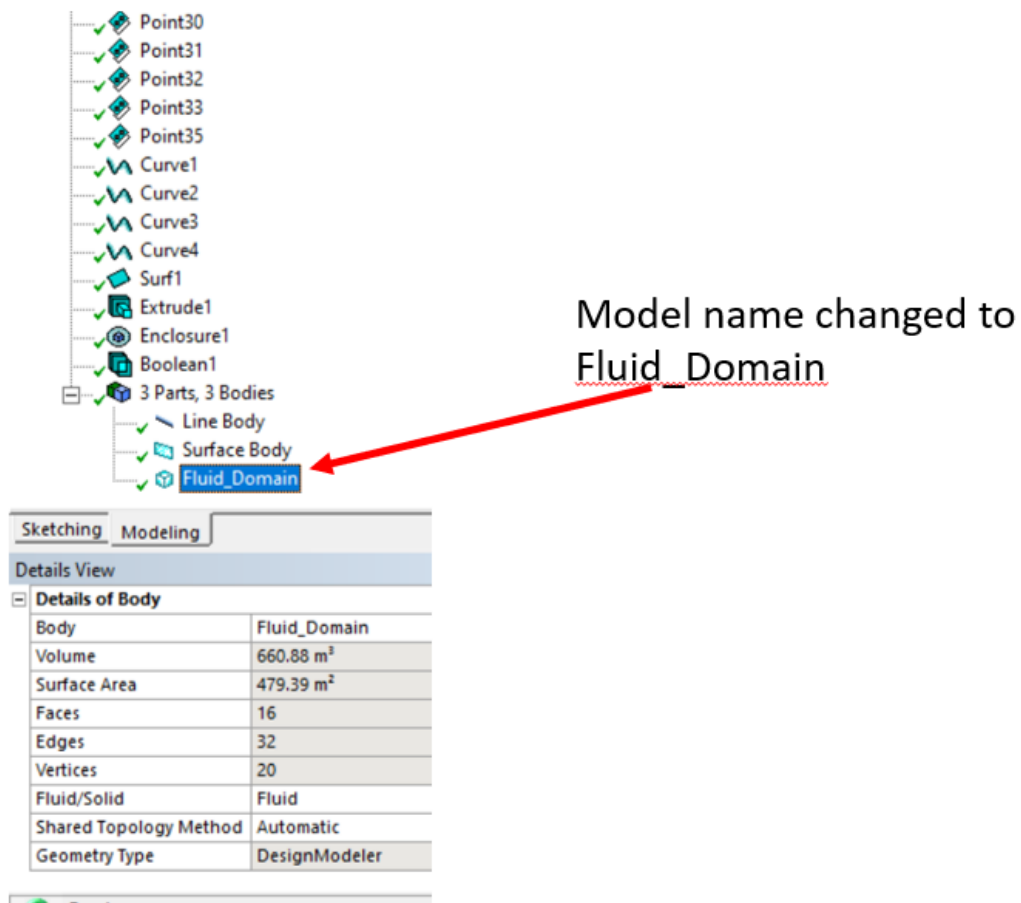 Point30
Point31
Point32
Point33
Point35
Curve1
Curve2
Curve3
Curve4
Surf1
Extrude1
Enclosure1
Boolean1
3 Parts, 3 Bodies
Line Body
Surface Body
Fluid_Domain
Model name changed to
Fluid_Domain
Sketching Modeling
Details View
Details of Body
Body Fluid_Domain
Volume 660.88 m³
Surface Area 479.39 m²
Faces 16
Edges 32
Vertices 20
Fluid/Solid Fluid
Shared Topology Method Automatic
Geometry Type DesignModeler